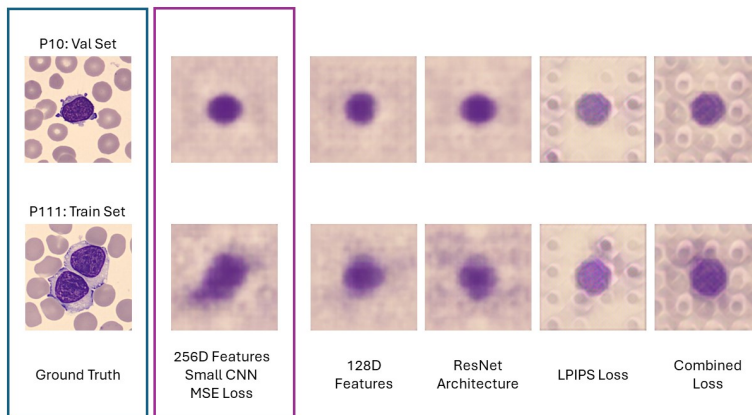 P10: Val Set
P111: Train Set
Ground Truth
256D Features
Small CNN
MSE Loss
128D
Features
ResNet
Architecture
LPIPS Loss
Combined
Loss